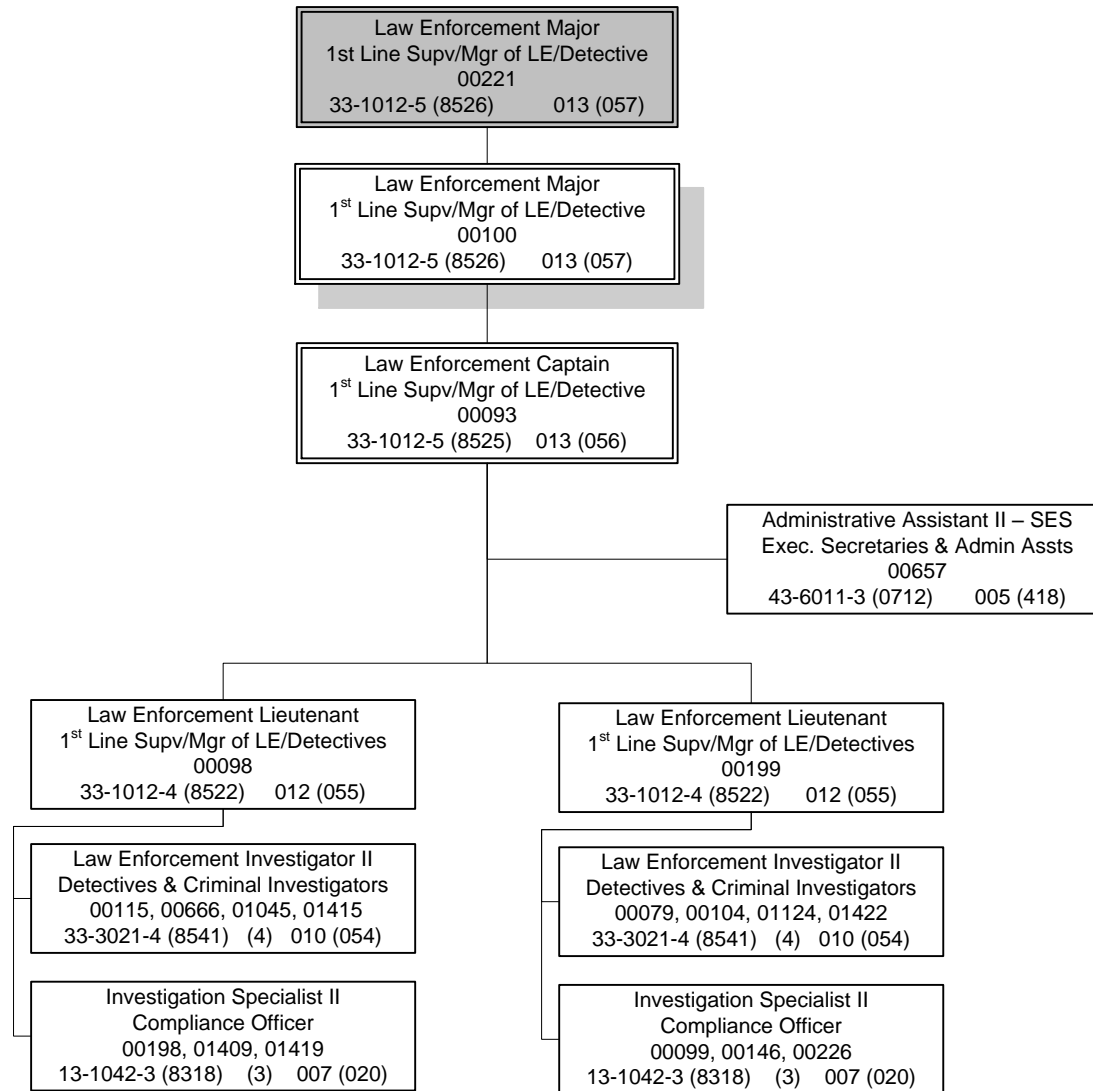 Law Enforcement Major
1st Line Supv/Mgr of LE/Detective
00221
33-1012-5 (8526) 013 (057)
Law Enforcement Major
1st Line Supv/Mgr of LE/Detective
00100
33-1012-5 (8526) 013 (057)
Law Enforcement Captain
1st Line Supv/Mgr of LE/Detective
00093
33-1012-5 (8525) 013 (056)
Administrative Assistant II – SES
Exec. Secretaries & Admin Assts
00657
43-6011-3 (0712) 005 (418)
Law Enforcement Lieutenant
1st Line Supv/Mgr of LE/Detectives
00098
33-1012-4 (8522) 012 (055)
Law Enforcement Investigator II
Detectives & Criminal Investigators
00115, 00666, 01045, 01415
33-3021-4 (8541) (4) 010 (054)
Investigation Specialist II
Compliance Officer
00198, 01409, 01419
13-1042-3 (8318) (3) 007 (020)
Law Enforcement Lieutenant
1st Line Supv/Mgr of LE/Detectives
00199
33-1012-4 (8522) 012 (055)
Law Enforcement Investigator II
Detectives & Criminal Investigators
00079, 00104, 01124, 01422
33-3021-4 (8541) (4) 010 (054)
Investigation Specialist II
Compliance Officer
00099, 00146, 00226
13-1042-3 (8318) (3) 007 (020)